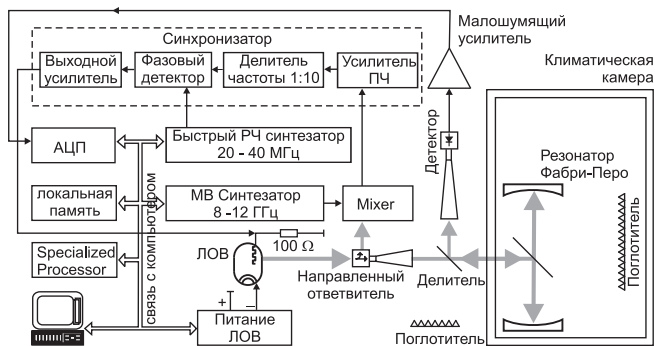 Малошумящий
усилитель
Синхронизатор
Выходной
усилитель
Фазовый
детектор
Делитель
частоты 1:10
Усилитель
ПЧ
Климатическая
камера
Детектор
АЦП
Быстрый РЧ синтезатор
20 - 40 МГц
Резонатор
Фабри-Перо
локальная
память
МВ Синтезатор
8 -12 ГГц
Mixer
Поглотитель
связь с компьютером
100 Ω
ЛОВ
Specialized
Processor
Направленный
ответвитель
Делитель
+
–
Питание
ЛОВ
Поглотитель